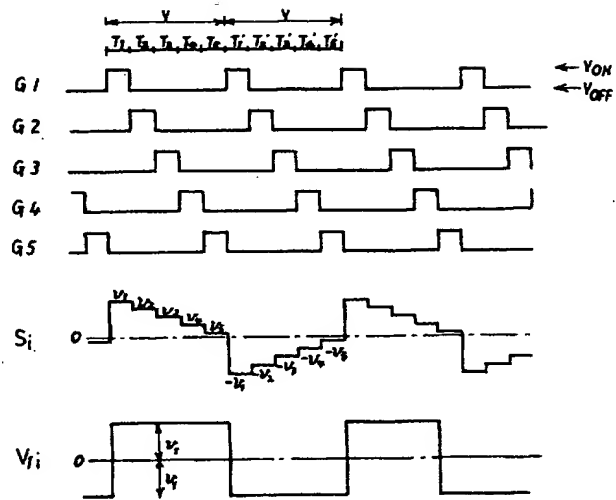 V V
T1 T2 T3 T4 T5 T1' T2' T3' T4' T5'
G1
VON
VOFF
G2
G3
G4
G5
Si
0
v1 v2 v3 v4 v5
-v1 -v2 -v3 -v4 -v5
V1i
0
v1
v1